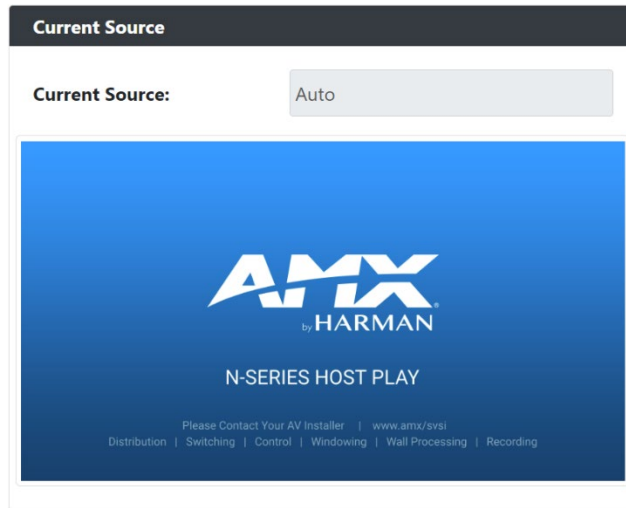 Current Source
Current Source: Auto
AMX
by HARMAN
N-SERIES HOST PLAY
Please Contact Your AV Installer | www.amx/svsi
Distribution | Switching | Control | Windowing | Wall Processing | Recording